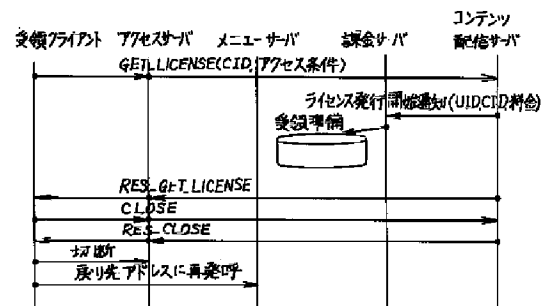 コンテンツ
受領クライアント アクセスサーバ メニューサーバ 課金サーバ 配信サーバ
GET_LICENSE(CID,アクセス条件)
ライセンス発行開始通知(UID,CID,料金)
受領準備
RES_GET_LICENSE
CLOSE
RES_CLOSE
切断
戻り先アドレスに再発呼